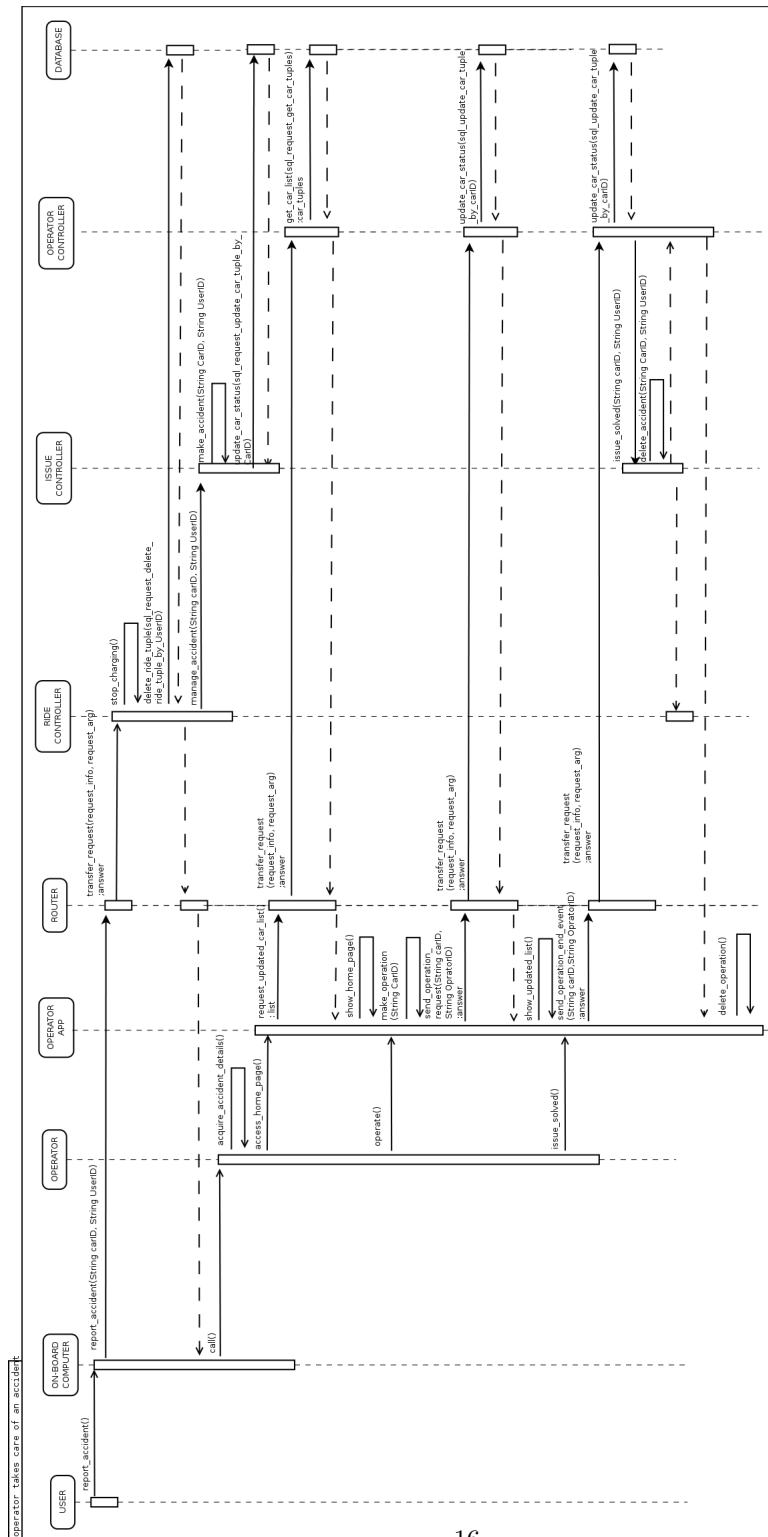 operator takes care of an accident
USER
ON-BOARD
COMPUTER
OPERATOR
OPERATOR
APP
ROUTER
RIDE
CONTROLLER
ISSUE
CONTROLLER
OPERATOR
CONTROLLER
DATABASE
report_accident()
report_accident(String carID, String UserID)
transfer_request(request_info, request_arg)
:answer
stop_charging()
delete_ride_tuple(sql_request_delete_
ride_tuple_by_UserID)
manage_accident(String carID, String UserID)
make_accident(String CarID, String UserID)
update_car_status(sql_request_update_car_tuple_by_
carID)
call()
acquire_accident_details()
access_home_page()
request_updated_car_list()
: list
transfer_request
(request_info, request_arg)
:answer
get_car_list(sql_request_get_car_tuples)
:car_tuples
show_home_page()
operate()
make_operation
(String CarID)
send_operation_
request(String carID,
String OpratorID)
:answer
transfer_request
(request_info, request_arg)
:answer
update_car_status(sql_update_car_tuple
_by_carID)
show_updated_list()
issue_solved()
send_operation_end_event
(String carID,String OpratorID)
:answer
transfer_request
(request_info, request_arg)
:answer
update_car_status(sql_update_car_tuple
_by_carID)
issue_solved(String carID, String UserID)
delete_accident(String CarID, String UserID)
delete_operation()
16